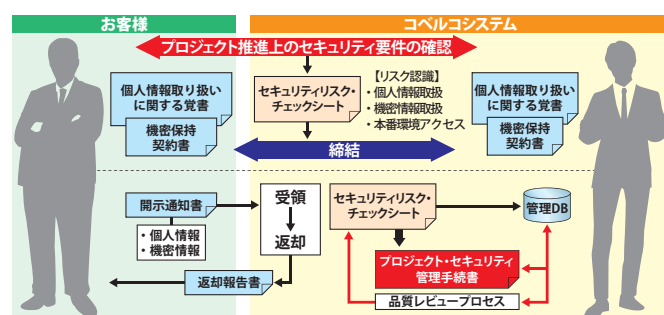 お客様
コベルコシステム
プロジェクト推進上のセキュリティ要件の確認
個人情報取り扱い
に関する覚書
機密保持
契約書
セキュリティリスク・
チェックシート
【リスク認識】
・個人情報取扱
・機密情報取扱
・本番環境アクセス
個人情報取り扱い
に関する覚書
機密保持
契約書
締結
開示通知書
・個人情報
・機密情報
受領
返却
返却報告書
セキュリティリスク・
チェックシート
管理DB
プロジェクト・セキュリティ
管理手続書
品質レビュープロセス